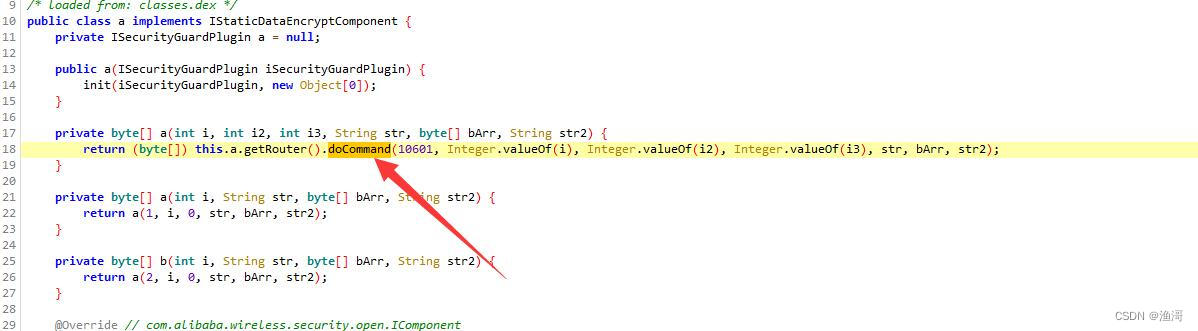 9 /* loaded from: classes.dex */
10 public class a implements IStaticDataEncryptComponent {
11 private ISecurityGuardPlugin a = null;
12
13 public a(ISecurityGuardPlugin iSecurityGuardPlugin) {
14 init(iSecurityGuardPlugin, new Object[0]);
15 }
16
17 private byte[] a(int i, int i2, int i3, String str, byte[] bArr, String str2) {
18 return (byte[]) this.a.getRouter().doCommand(10601, Integer.valueOf(i), Integer.valueOf(i2), Integer.valueOf(i3), str, bArr, str2);
19 }
20
21 private byte[] a(int i, String str, byte[] bArr, String str2) {
22 return a(1, i, 0, str, bArr, str2);
23 }
24
25 private byte[] b(int i, String str, byte[] bArr, String str2) {
26 return a(2, i, 0, str, bArr, str2);
27 }
28
29 @Override // com.alibaba.wireless.security.open.IComponent
CSDN @渔滒